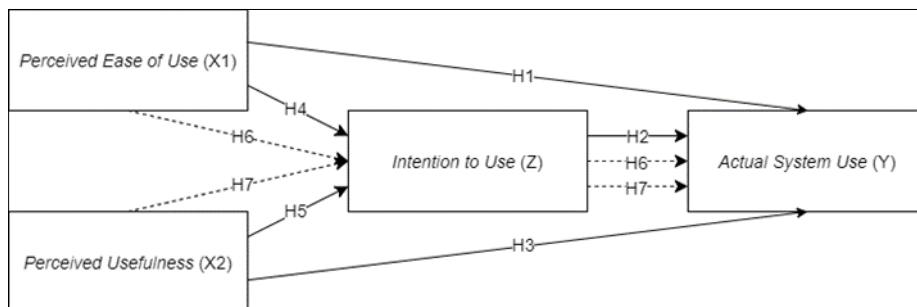 Perceived Ease of Use (X1)
H1
H4
H6
Intention to Use (Z)
H2
H6
H7
Actual System Use (Y)
H7
H5
H3
Perceived Usefulness (X2)